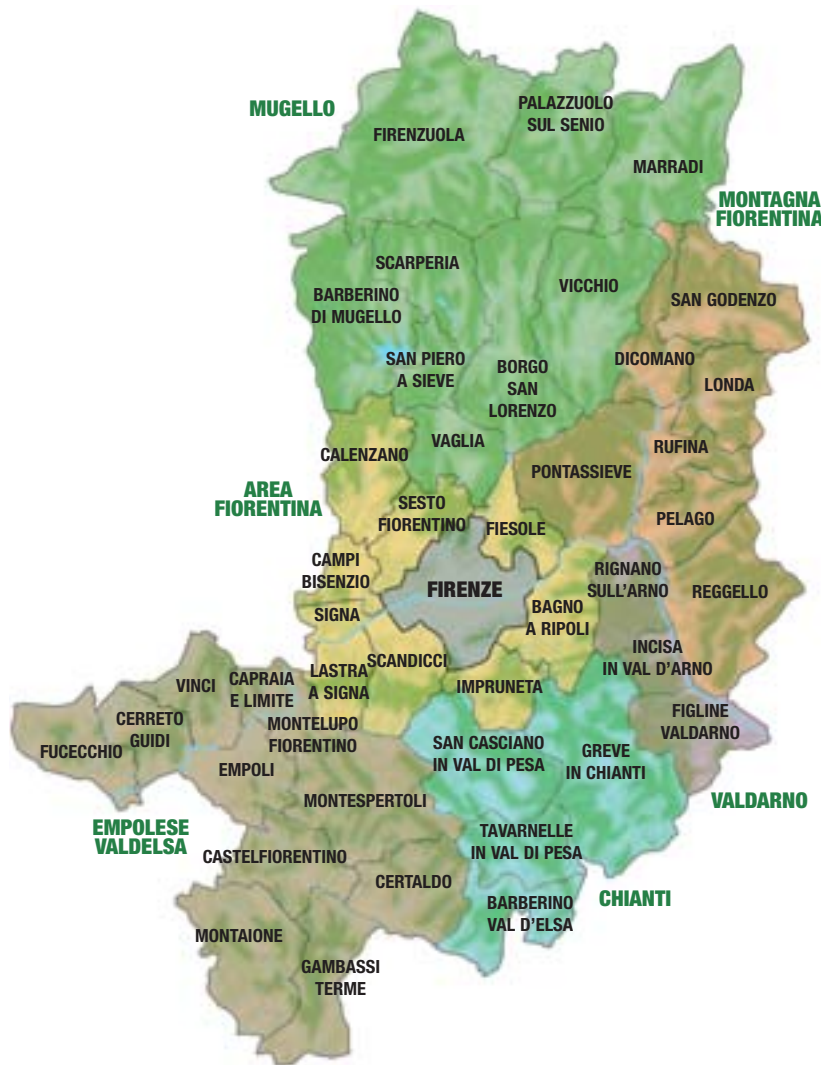 MUGELLO
PALAZZUOLO
SUL SENIO
FIRENZUOLA
MARRADI
MONTAGNA
FIORENTINA
SCARPERIA
BARBERINO
DI MUGELLO
VICCHIO
SAN GODENZO
SAN PIERO
A SIEVE
BORGO
SAN
LORENZO
DICOMANO
LONDA
VAGLIA
CALENZANO
RUFINA
PONTASSIEVE
AREA
FIORENTINA
SESTO
FIORENTINO
FIESOLE
PELAGO
CAMPI
BISENZIO
FIRENZE
RIGNANO
SULL'ARNO
REGGELLO
SIGNA
BAGNO
A RIPOLI
LASTRA
A SIGNA
SCANDICCI
IMPRUNETA
INCISA
IN VAL D'ARNO
VINCI
CAPRAIA
E LIMITE
CERRETO
GUIDI
FUCECCHIO
MONTELUPO
FIORENTINO
FIGLINE
VALDARNO
SAN CASCIANO
IN VAL DI PESA
GREVE
IN CHIANTI
EMPOLI
MONTESPERTOLI
VALDARNO
EMPOLESE
VALDELSA
TAVARNELLE
IN VAL DI PESA
CASTELFIORENTINO
CERTALDO
BARBERINO
VAL D'ELSA
CHIANTI
MONTAIONE
GAMBASSI
TERME